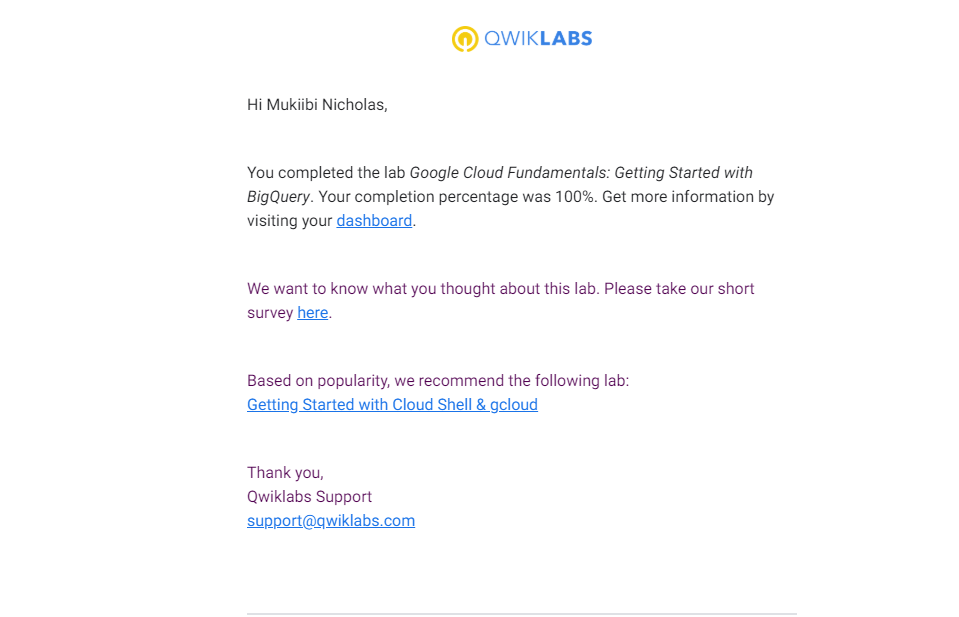 QWIKLABS
Hi Mukiibi Nicholas,
You completed the lab Google Cloud Fundamentals: Getting Started with
BigQuery. Your completion percentage was 100%. Get more information by
visiting your dashboard.
We want to know what you thought about this lab. Please take our short
survey here.
Based on popularity, we recommend the following lab:
Getting Started with Cloud Shell & gcloud
Thank you,
Qwiklabs Support
support@qwiklabs.com